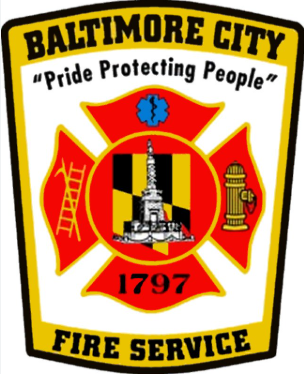 BALTIMORE CITY
"Pride Protecting People"
1797
FIRE SERVICE